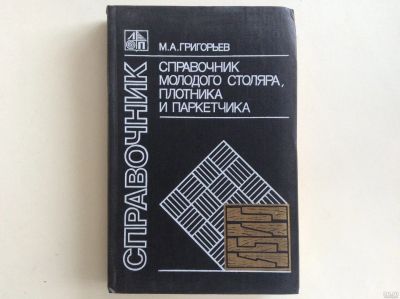 М.А.ГРИГОРЬЕВ
СПРАВОЧНИК
МОЛОДОГО СТОЛЯРА,
ПЛОТНИКА
И ПАРКЕТЧИКА
СПРАВОЧНИК